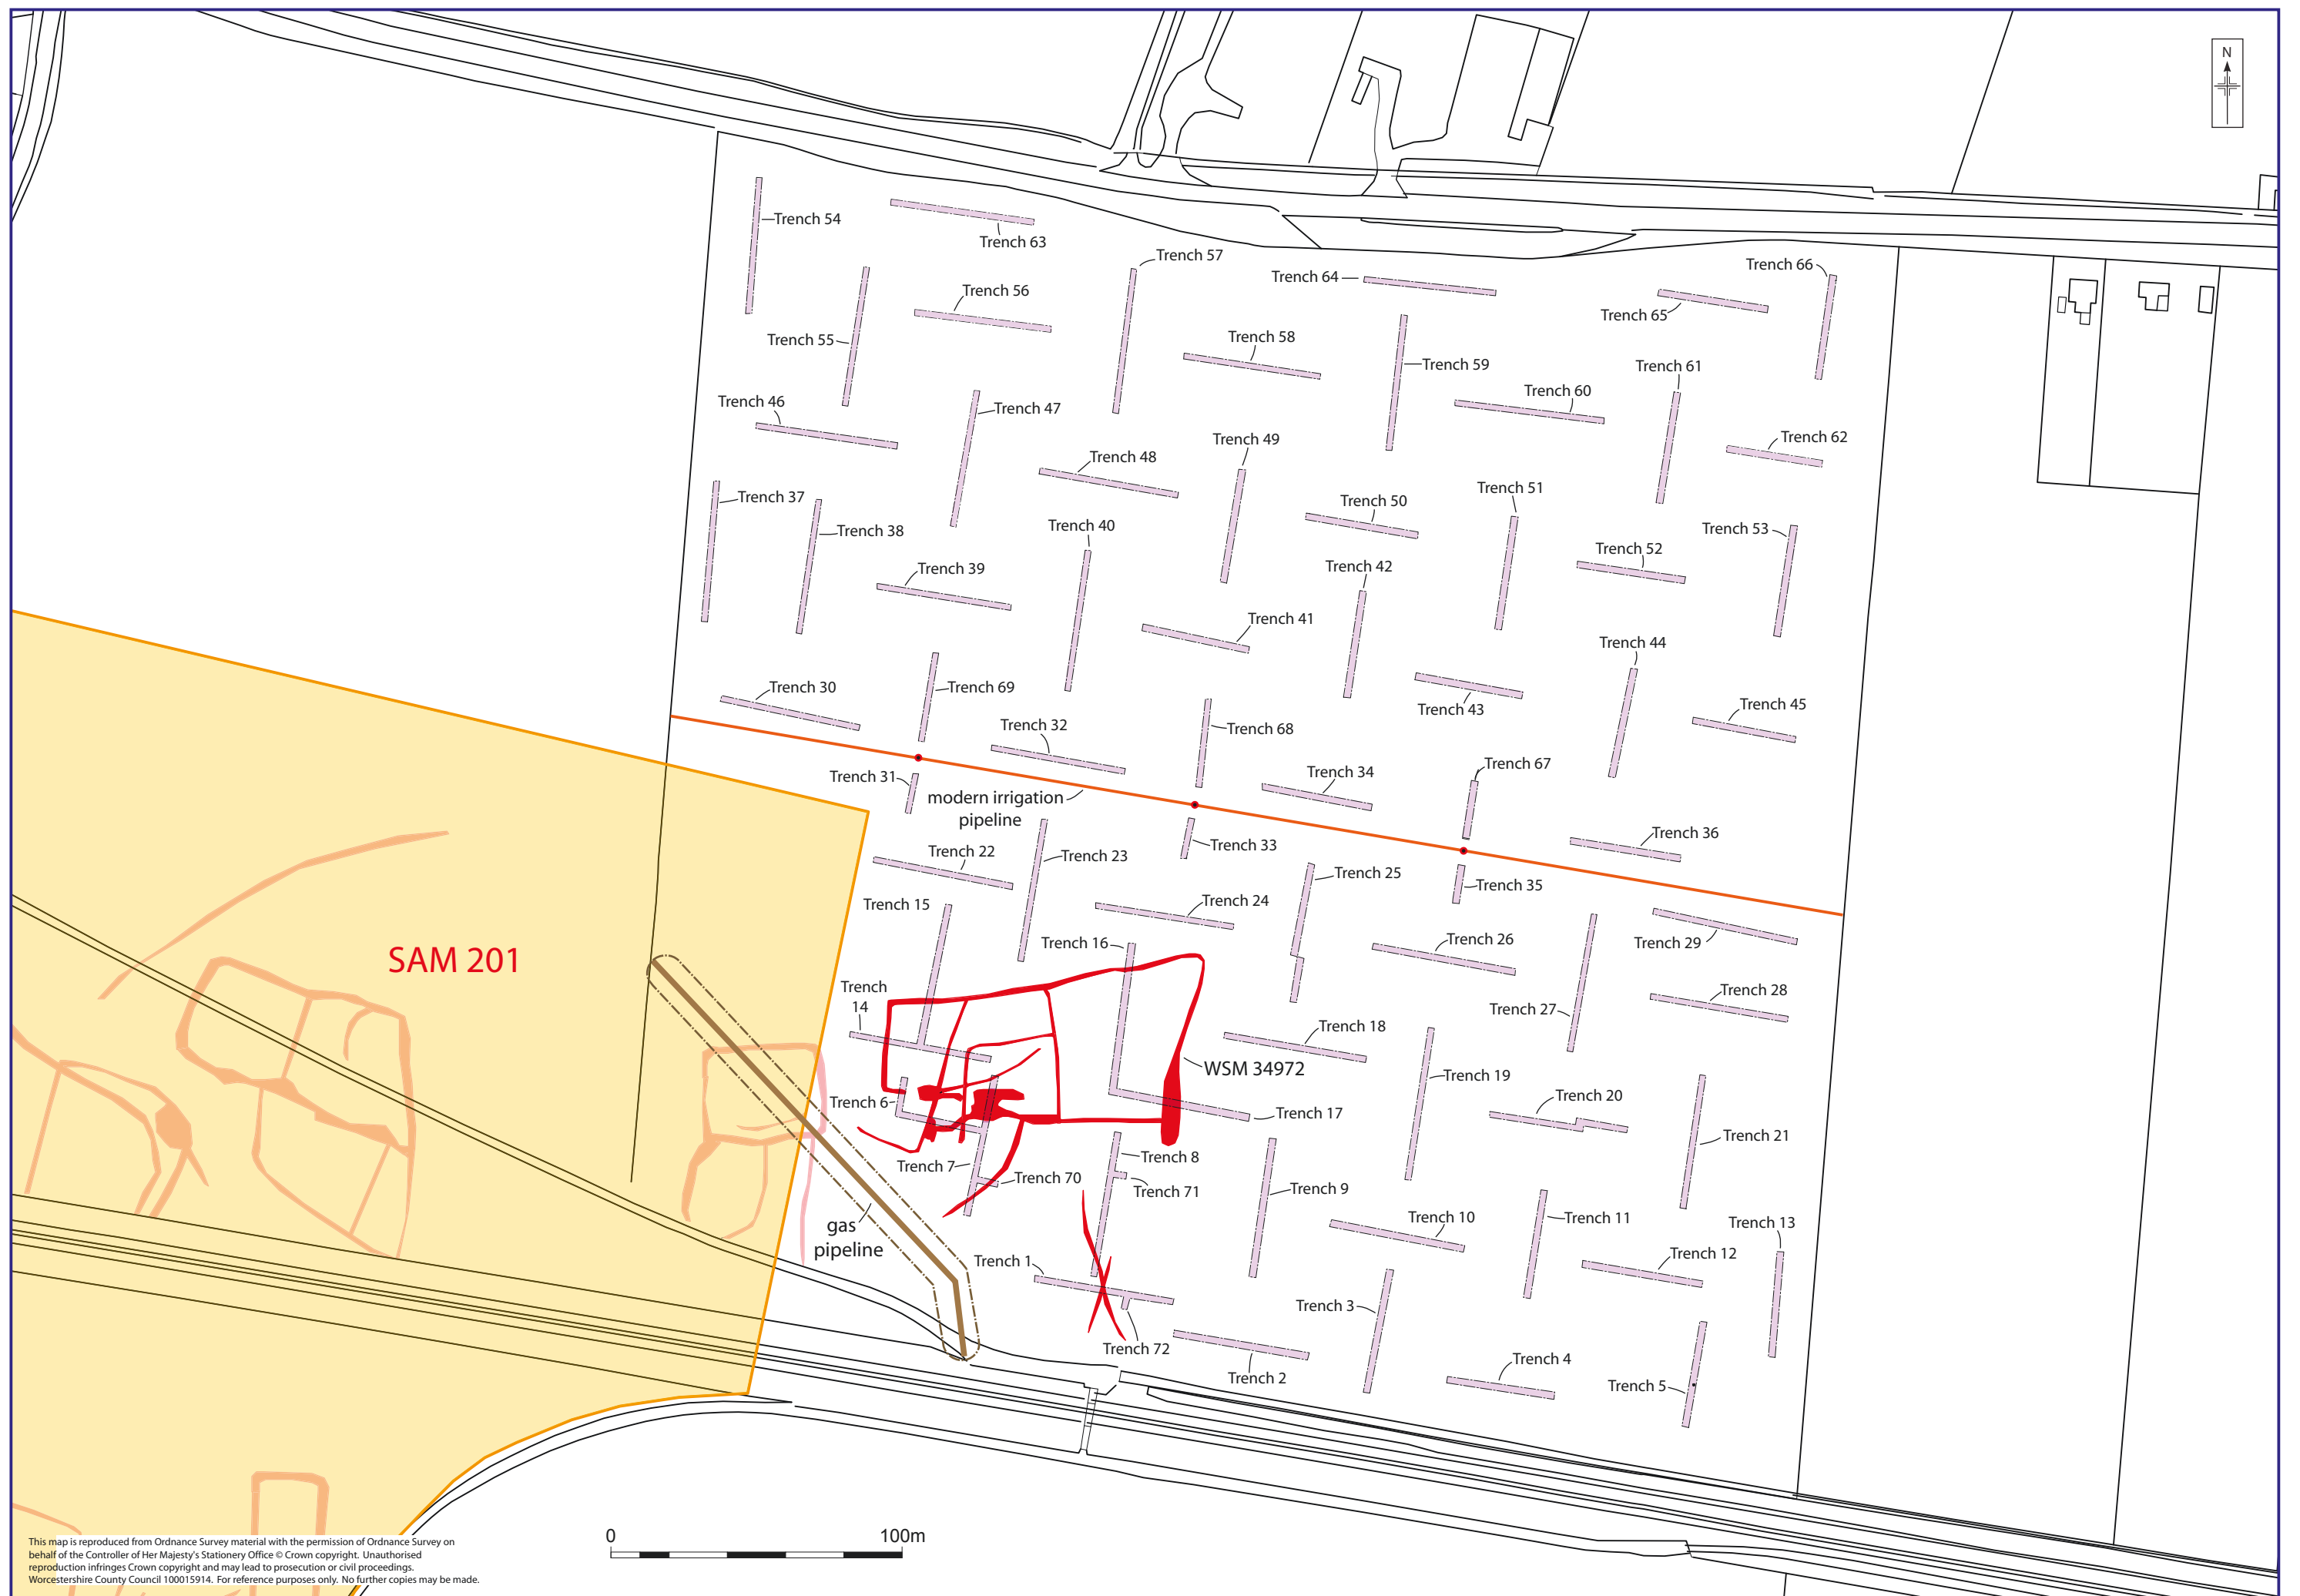 N
Trench 54
Trench 63
Trench 57
Trench 64
Trench 66
Trench 56
Trench 65
Trench 55
Trench 58
Trench 59
Trench 61
Trench 60
Trench 46
Trench 47
Trench 62
Trench 49
Trench 48
Trench 51
Trench 37
Trench 50
Trench 38
Trench 40
Trench 53
Trench 52
Trench 39
Trench 42
Trench 41
Trench 44
Trench 30
Trench 69
Trench 43
Trench 45
Trench 32
Trench 68
Trench 67
Trench 31
Trench 34
modern irrigation
pipeline
Trench 36
Trench 33
Trench 22
Trench 23
Trench 25
Trench 35
Trench 15
Trench 24
Trench 16
Trench 26
Trench 29
SAM 201
Trench
14
Trench 28
Trench 27
Trench 18
WSM 34972
Trench 19
Trench 6
Trench 20
Trench 17
Trench 21
Trench 8
Trench 7
Trench 70
Trench 71
Trench 9
gas
pipeline
Trench 10
Trench 11
Trench 13
Trench 1
Trench 12
Trench 3
Trench 72
Trench 2
Trench 4
Trench 5
0
100m
This map is reproduced from Ordnance Survey material with the permission of Ordnance Survey on
behalf of the Controller of Her Majesty's Stationery Office © Crown copyright. Unauthorised
reproduction infringes Crown copyright and may lead to prosecution or civil proceedings.
Worcestershire County Council 100015914. For reference purposes only. No further copies may be made.